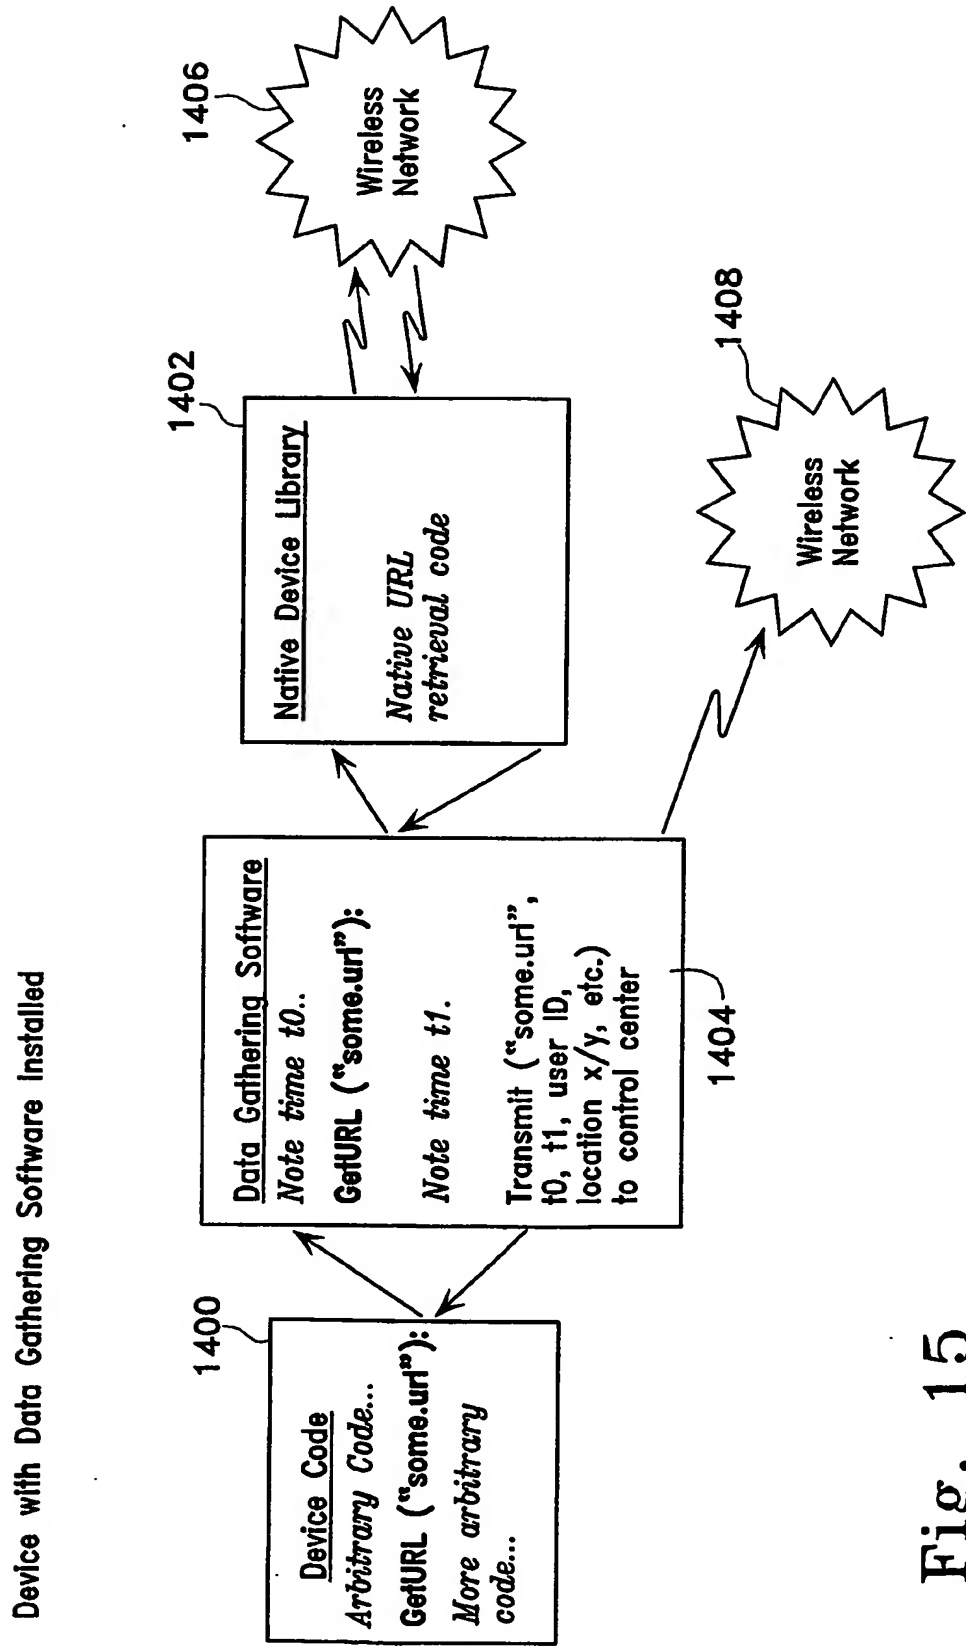 Device with Data Gathering Software Installed
1400
Device Code
Arbitrary Code...
GetURL (“some.url”):
More arbitrary
code...
Data Gathering Software
Note time t0..
GetURL (“some.url”):
Note time t1.
Transmit (“some.url”,
t0, t1, user ID,
location x/y, etc.)
to control center
1404
1402
Native Device Library
Native URL
retrieval code
1406
Wireless
Network
1408
Wireless
Network
Fig. 15